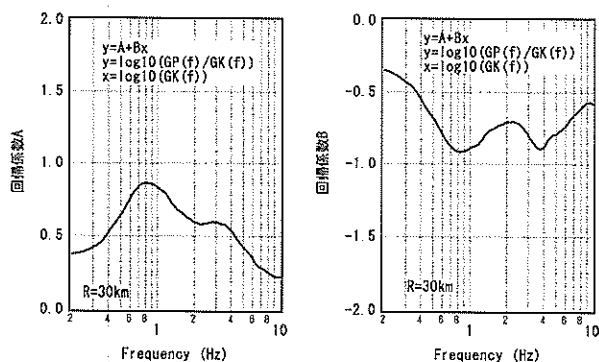 2.0
1.5
1.0
0.5
0.0
回帰係数A
y=A+Bx
y=log10(GP(f)/GK(f))
x=log10(GK(f))
R=30km
2 4 6 8 1 2 4 6 8 10
Frequency (Hz)
0.0
-0.5
-1.0
-1.5
-2.0
回帰係数B
y=A+Bx
y=log10(GP(f)/GK(f))
x=log10(GK(f))
R=30km
2 4 6 8 1 2 4 6 8 10
Frequency (Hz)